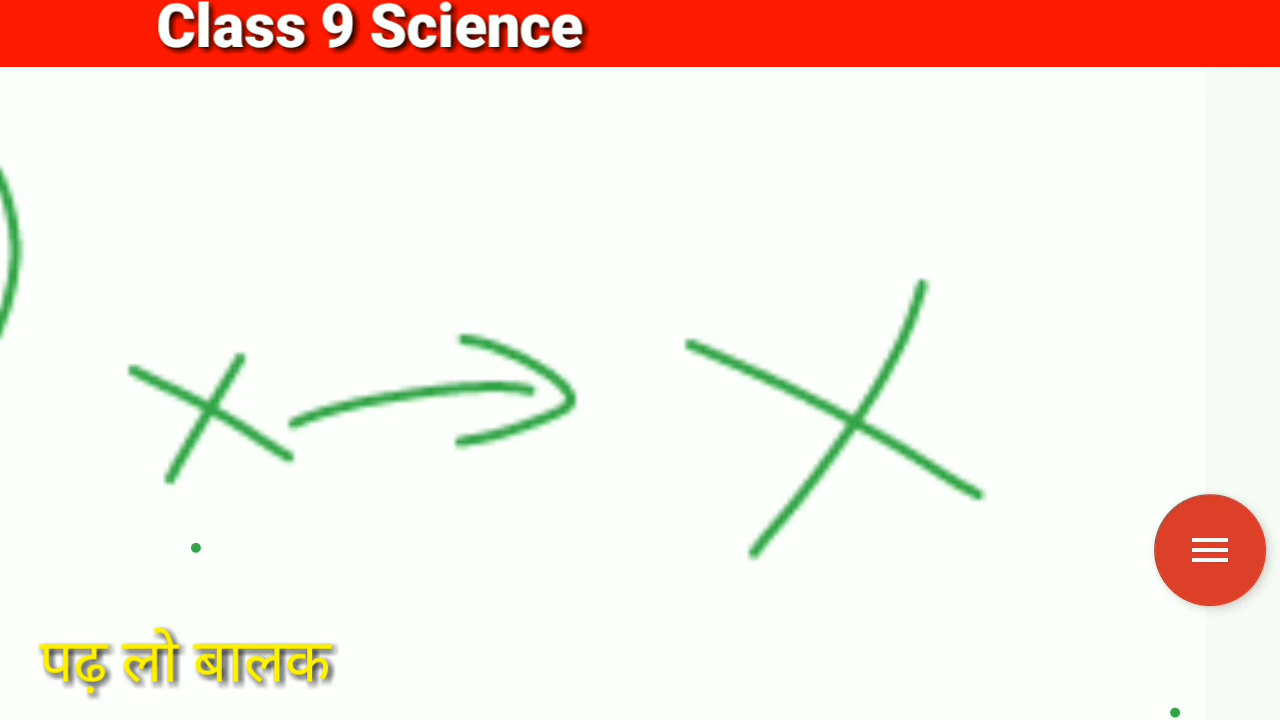 Class 9 Science
x → x
पढ़ लो बालक